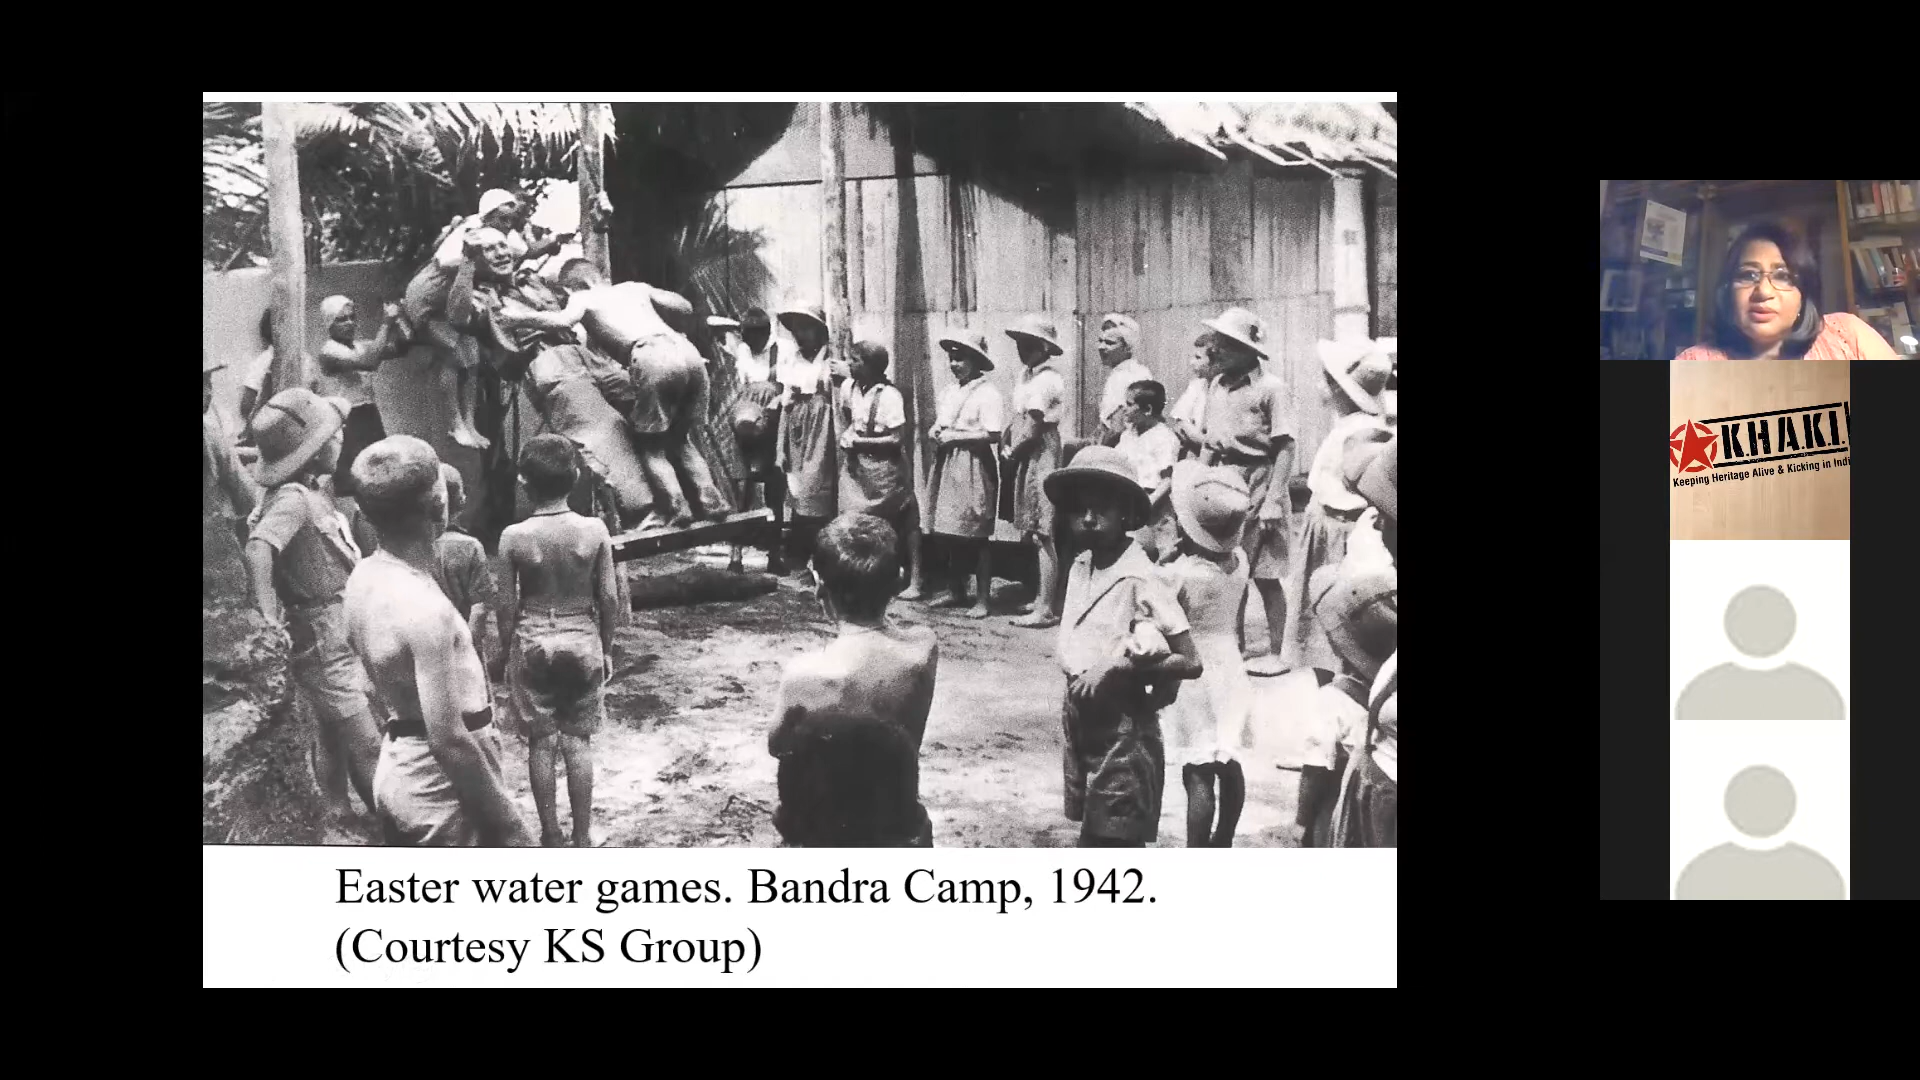 Easter water games. Bandra Camp, 1942.
(Courtesy KS Group)
K.H.A.K.I.
Keeping Heritage Alive & Kicking in Indi